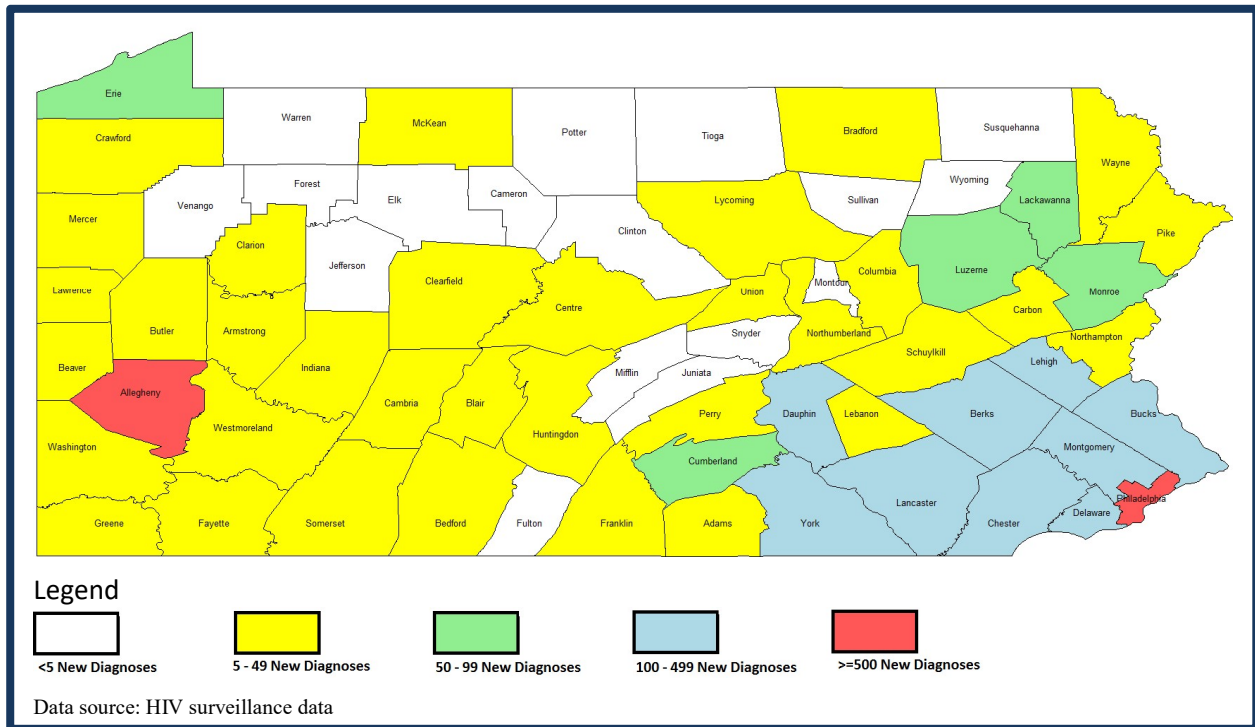 Erie
Warren
McKean
Potter
Tioga
Bradford
Susquehanna
Crawford
Wayne
Forest
Elk
Cameron
Wyoming
Lackawanna
Venango
Lycoming
Sullivan
Mercer
Clinton
Pike
Clarion
Jefferson
Clearfield
Columbia
Luzerne
Montour
Monroe
Lawrence
Union
Centre
Carbon
Butler
Armstrong
Snyder
Northumberland
Northampton
Schuylkill
Lehigh
Beaver
Indiana
Mifflin
Juniata
Allegheny
Cambria
Blair
Perry
Dauphin
Lebanon
Berks
Bucks
Westmoreland
Huntingdon
Washington
Montgomery
Cumberland
Philadelphia
Lancaster
Delaware
Greene
Fayette
Somerset
Bedford
Fulton
Franklin
Adams
York
Chester
Legend
<5 New Diagnoses
5 - 49 New Diagnoses
50 - 99 New Diagnoses
100 - 499 New Diagnoses
>=500 New Diagnoses
Data source: HIV surveillance data